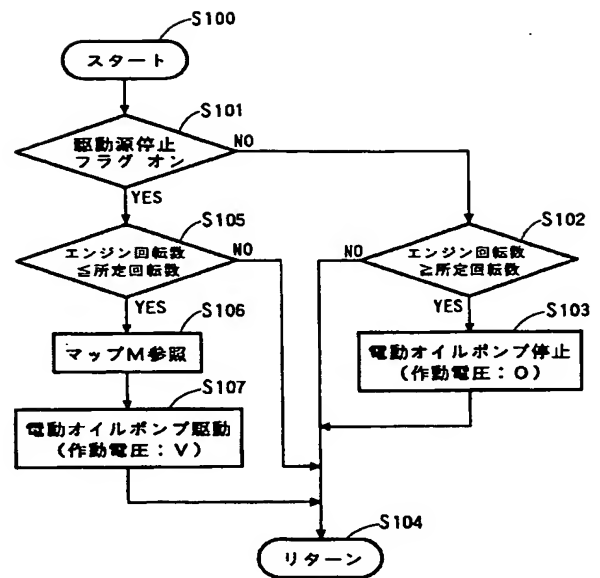 S100
スタート
S101
駆動源停止
フラグ オン
NO
YES
S105
エンジン回転数
≦所定回転数
NO
YES
S102
エンジン回転数
≧所定回転数
NO
YES
S106
マップM参照
S103
電動オイルポンプ停止
(作動電圧:0)
S107
電動オイルポンプ駆動
(作動電圧:V)
S104
リターン